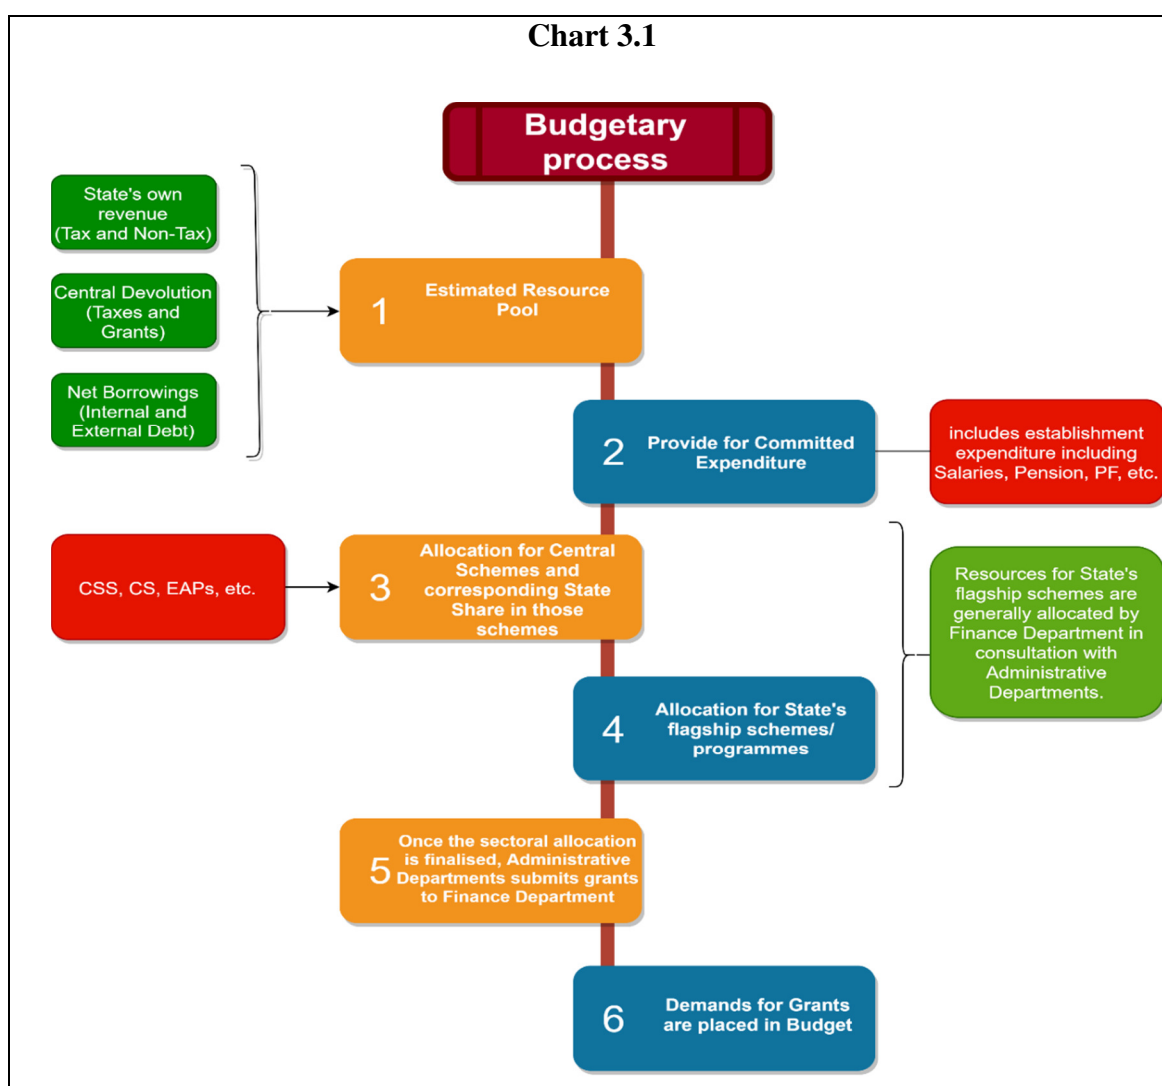 Chart 3.1
Budgetary
process
State's own
revenue
(Tax and Non-Tax)
Central Devolution
(Taxes and
Grants)
Net Borrowings
(Internal and
External Debt)
1
Estimated Resource
Pool
2
Provide for Committed
Expenditure
includes establishment
expenditure including
Salaries, Pension, PF, etc.
CSS, CS, EAPs, etc.
3
Allocation for Central
Schemes and
corresponding State
Share in those
schemes
Resources for State's
flagship schemes are
generally allocated by
Finance Department in
consultation with
Administrative
Departments.
4
Allocation for State's
flagship schemes/
programmes
5
Once the sectoral allocation
is finalised, Administrative
Departments submits grants
to Finance Department
6
Demands for Grants
are placed in Budget